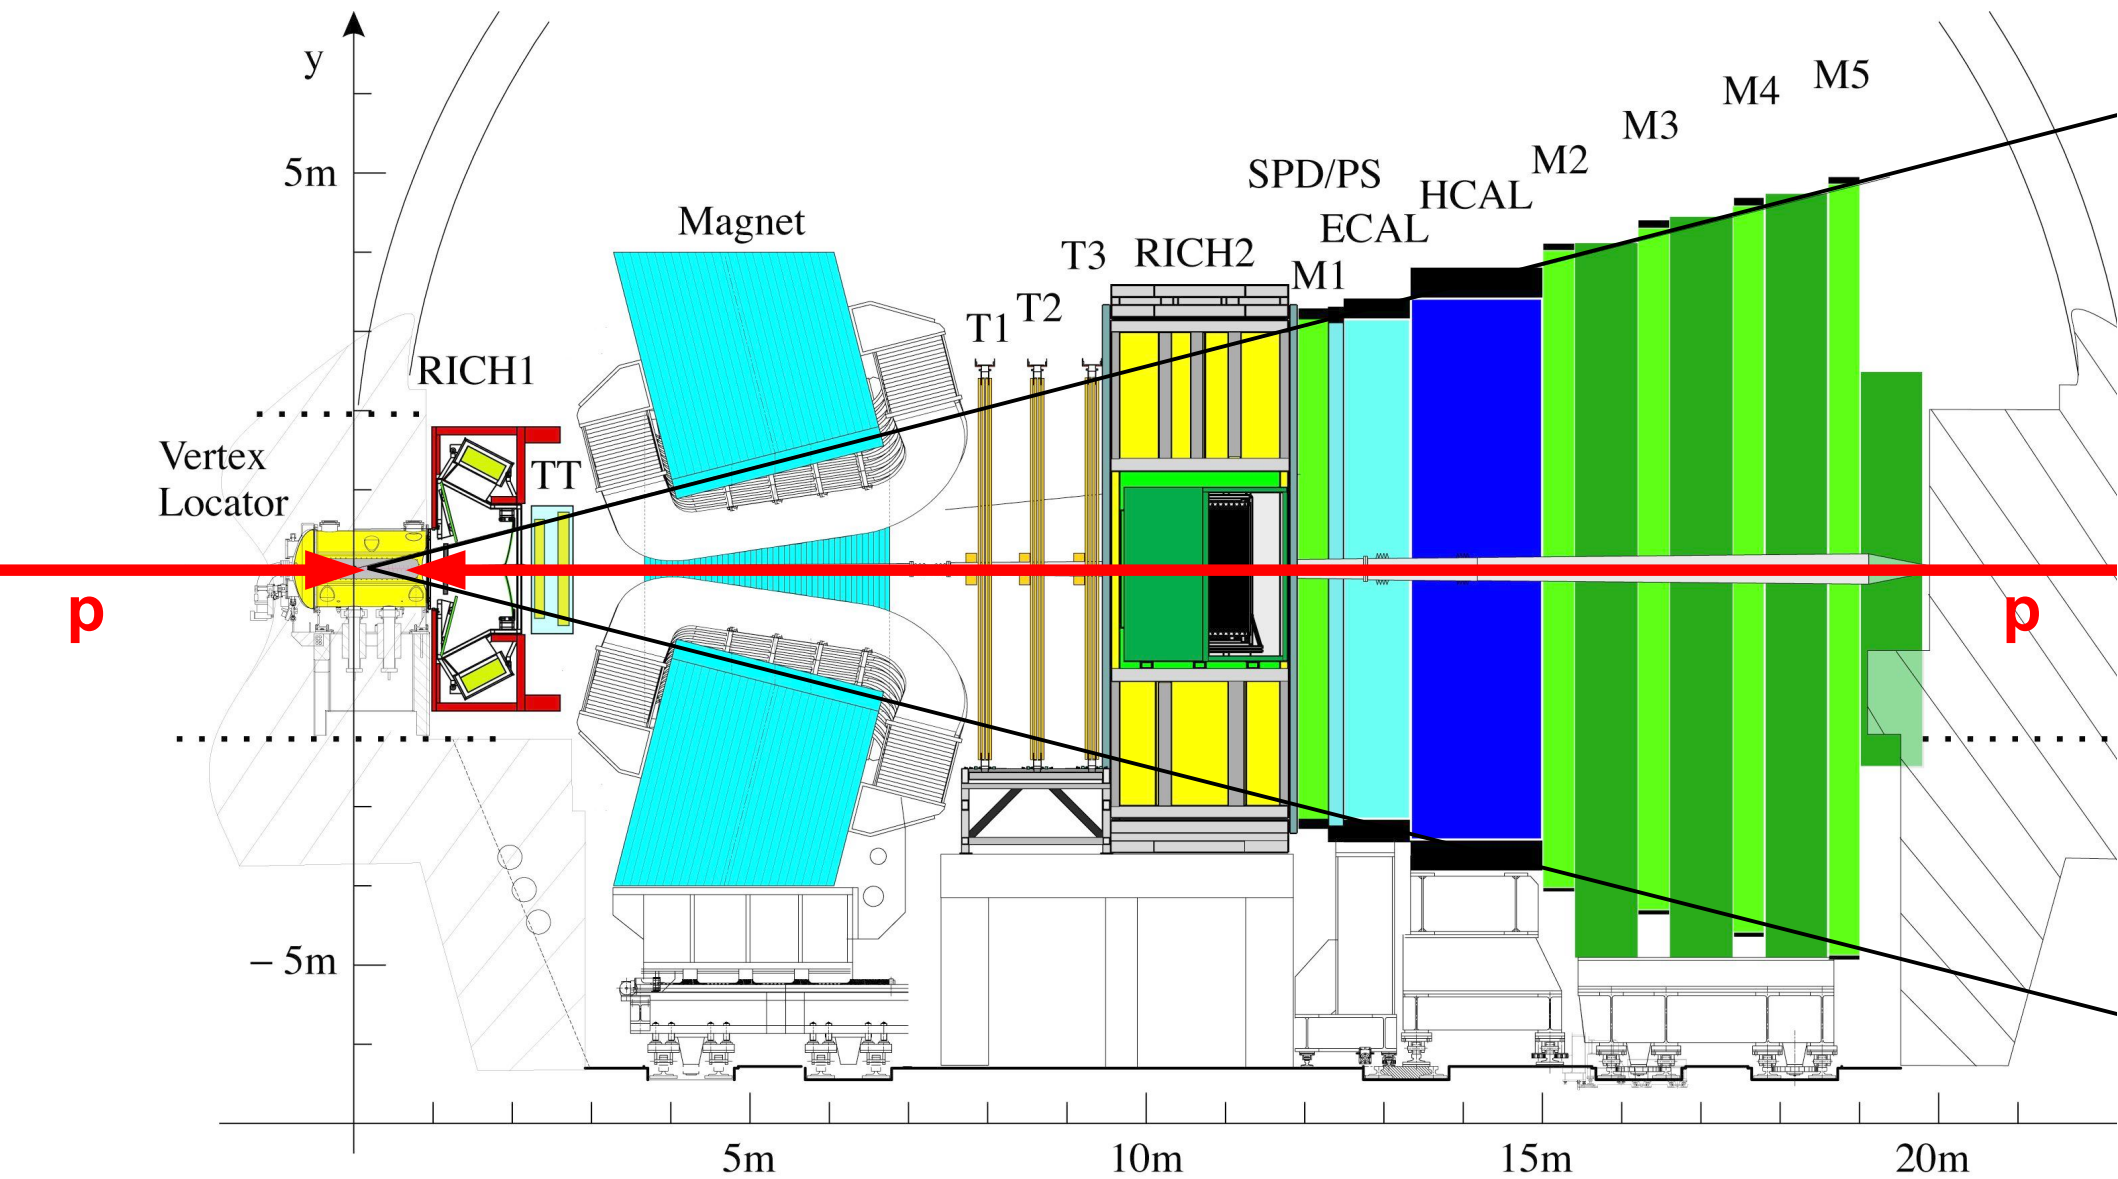 y
5m
Magnet
RICH1
Vertex
Locator
TT
T1
T2
T3
RICH2
M1
SPD/PS
ECAL
HCAL
M2
M3
M4
M5
p
p
– 5m
5m
10m
15m
20m